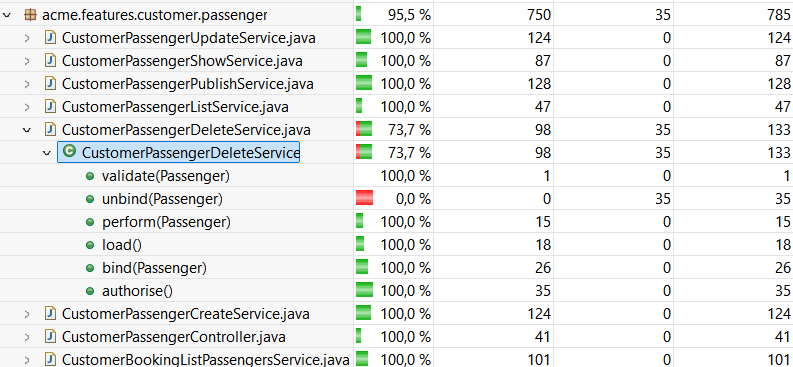 acme.features.customer.passenger 95,5 % 750 35 785
CustomerPassengerUpdateService.java 100,0 % 124 0 124
CustomerPassengerShowService.java 100,0 % 87 0 87
CustomerPassengerPublishService.java 100,0 % 128 0 128
CustomerPassengerListService.java 100,0 % 47 0 47
CustomerPassengerDeleteService.java 73,7 % 98 35 133
CustomerPassengerDeleteService 73,7 % 98 35 133
validate(Passenger) 100,0 % 1 0 1
unbind(Passenger) 0,0 % 0 35 35
perform(Passenger) 100,0 % 15 0 15
load() 100,0 % 18 0 18
bind(Passenger) 100,0 % 26 0 26
authorise() 100,0 % 35 0 35
CustomerPassengerCreateService.java 100,0 % 124 0 124
CustomerPassengerController.java 100,0 % 41 0 41
CustomerBookingListPassengersService.java 100,0 % 101 0 101